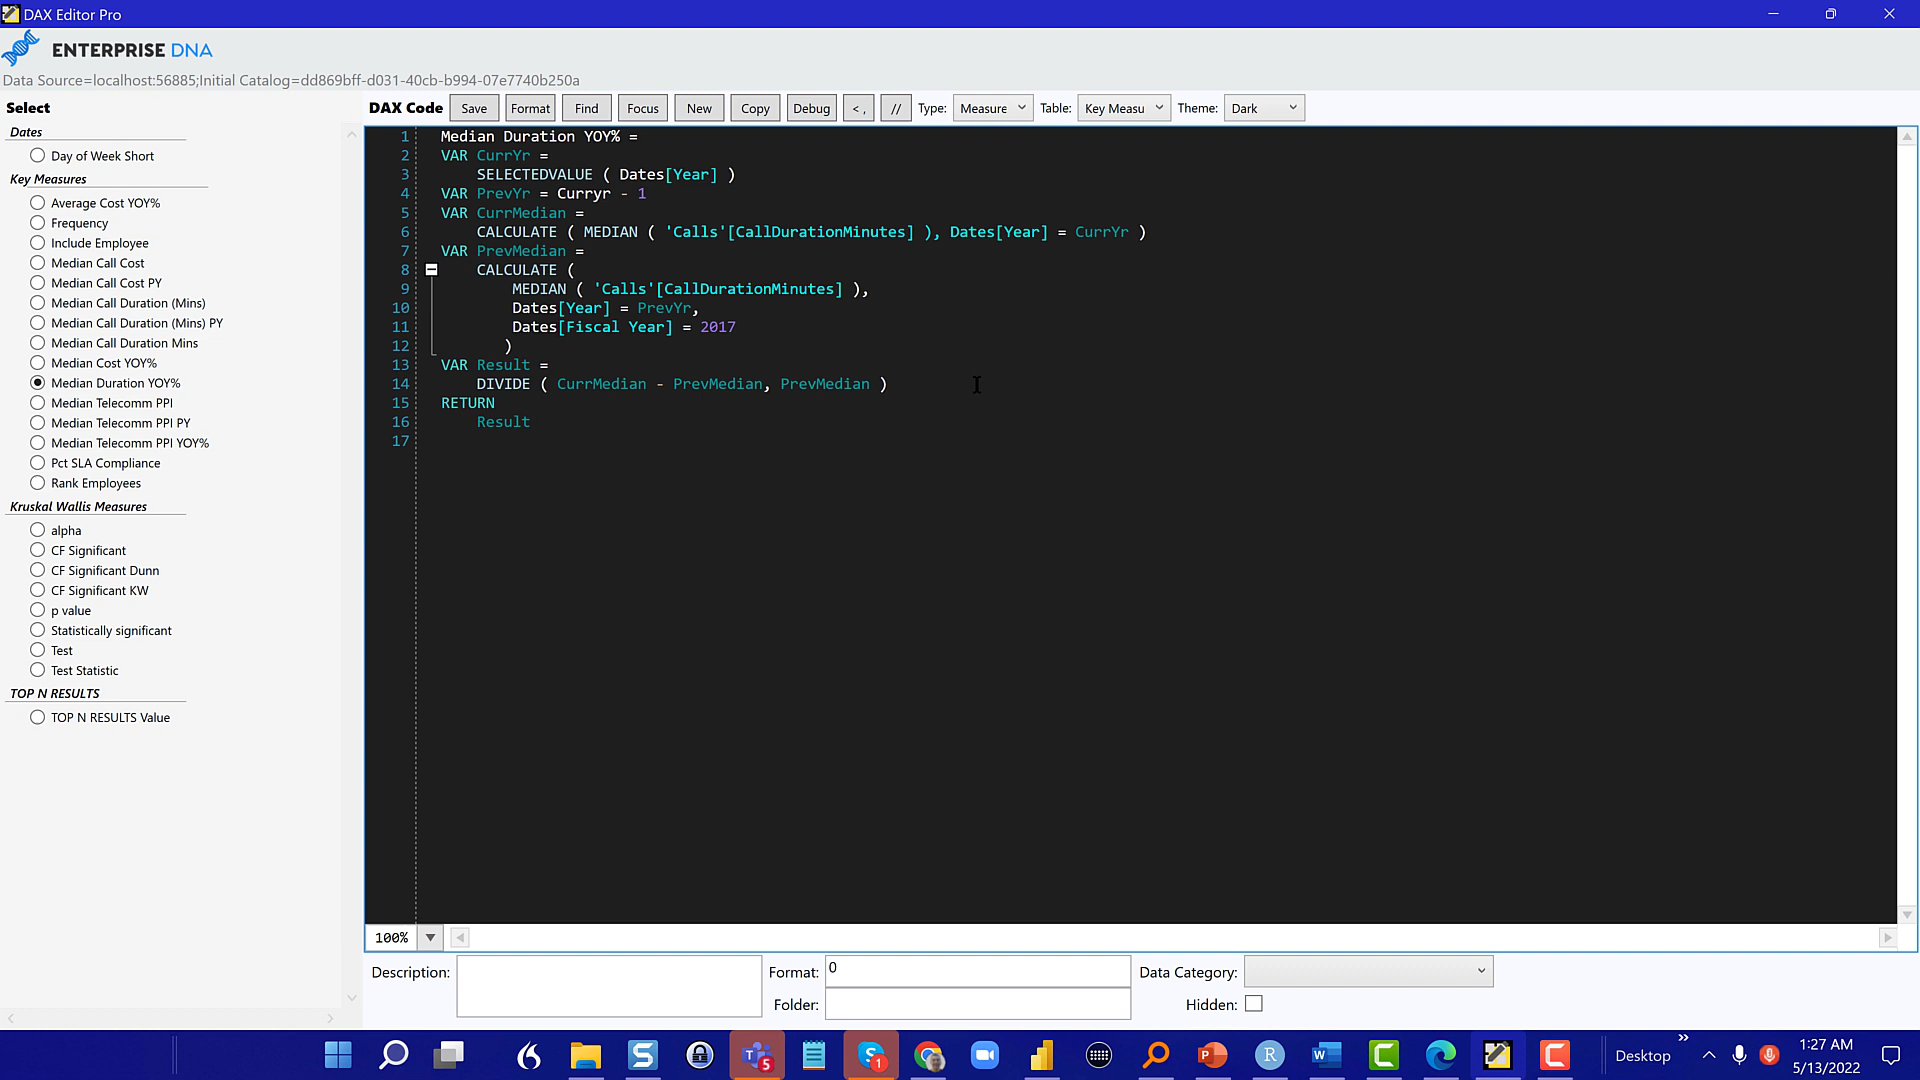 DAX Editor Pro
ENTERPRISE DNA
Data Source=localhost:56885;Initial Catalog=dd869bff-d031-40cb-b994-07e7740b250a
Select
Dates
Day of Week Short
Key Measures
Average Cost YOY%
Frequency
Include Employee
Median Call Cost
Median Call Cost PY
Median Call Duration (Mins)
Median Call Duration (Mins) PY
Median Call Duration Mins
Median Cost YOY%
Median Duration YOY%
Median Telecomm PPI
Median Telecomm PPI PY
Median Telecomm PPI YOY%
Pct SLA Compliance
Rank Employees
Kruskal Wallis Measures
alpha
CF Significant
CF Significant Dunn
CF Significant KW
p value
Statistically significant
Test
Test Statistic
TOP N RESULTS
TOP N RESULTS Value
DAX Code Save Format Find Focus New Copy Debug < , // Type: Measure Table: Key Measu Theme: Dark
1 Median Duration YOY% =
2 VAR CurrYr =
3 SELECTEDVALUE ( Dates[Year] )
4 VAR PrevYr = Curryr - 1
5 VAR CurrMedian =
6 CALCULATE ( MEDIAN ( 'Calls'[CallDurationMinutes] ), Dates[Year] = CurrYr )
7 VAR PrevMedian =
8 CALCULATE (
9 MEDIAN ( 'Calls'[CallDurationMinutes] ),
10 Dates[Year] = PrevYr,
11 Dates[Fiscal Year] = 2017
12 )
13 VAR Result =
14 DIVIDE ( CurrMedian - PrevMedian, PrevMedian )
15 RETURN
16 Result
17
100%
Description: Format: 0 Data Category:
Folder: Hidden:
S T 5 S 1 R P W C C
Desktop
1:27 AM
5/13/2022